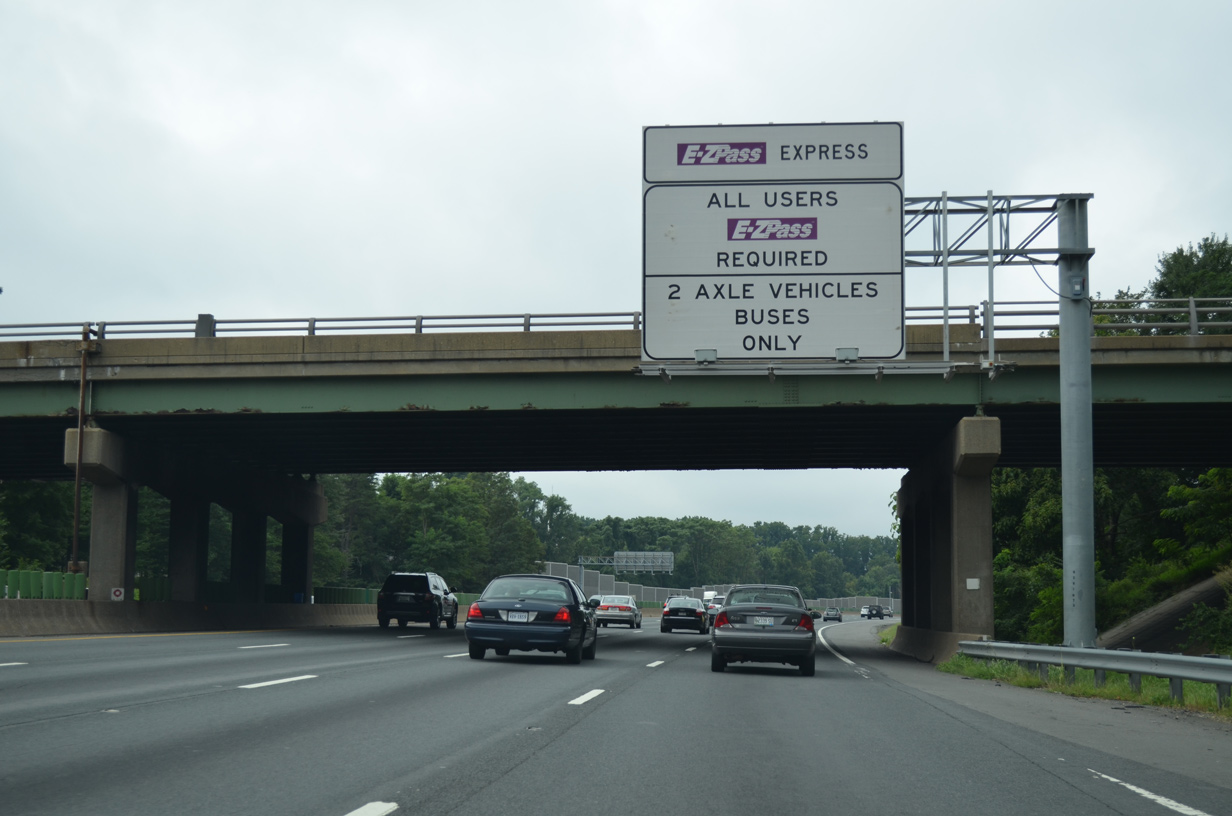 E-ZPass EXPRESS
ALL USERS
E-ZPass
REQUIRED
2 AXLE VEHICLES
BUSES
ONLY